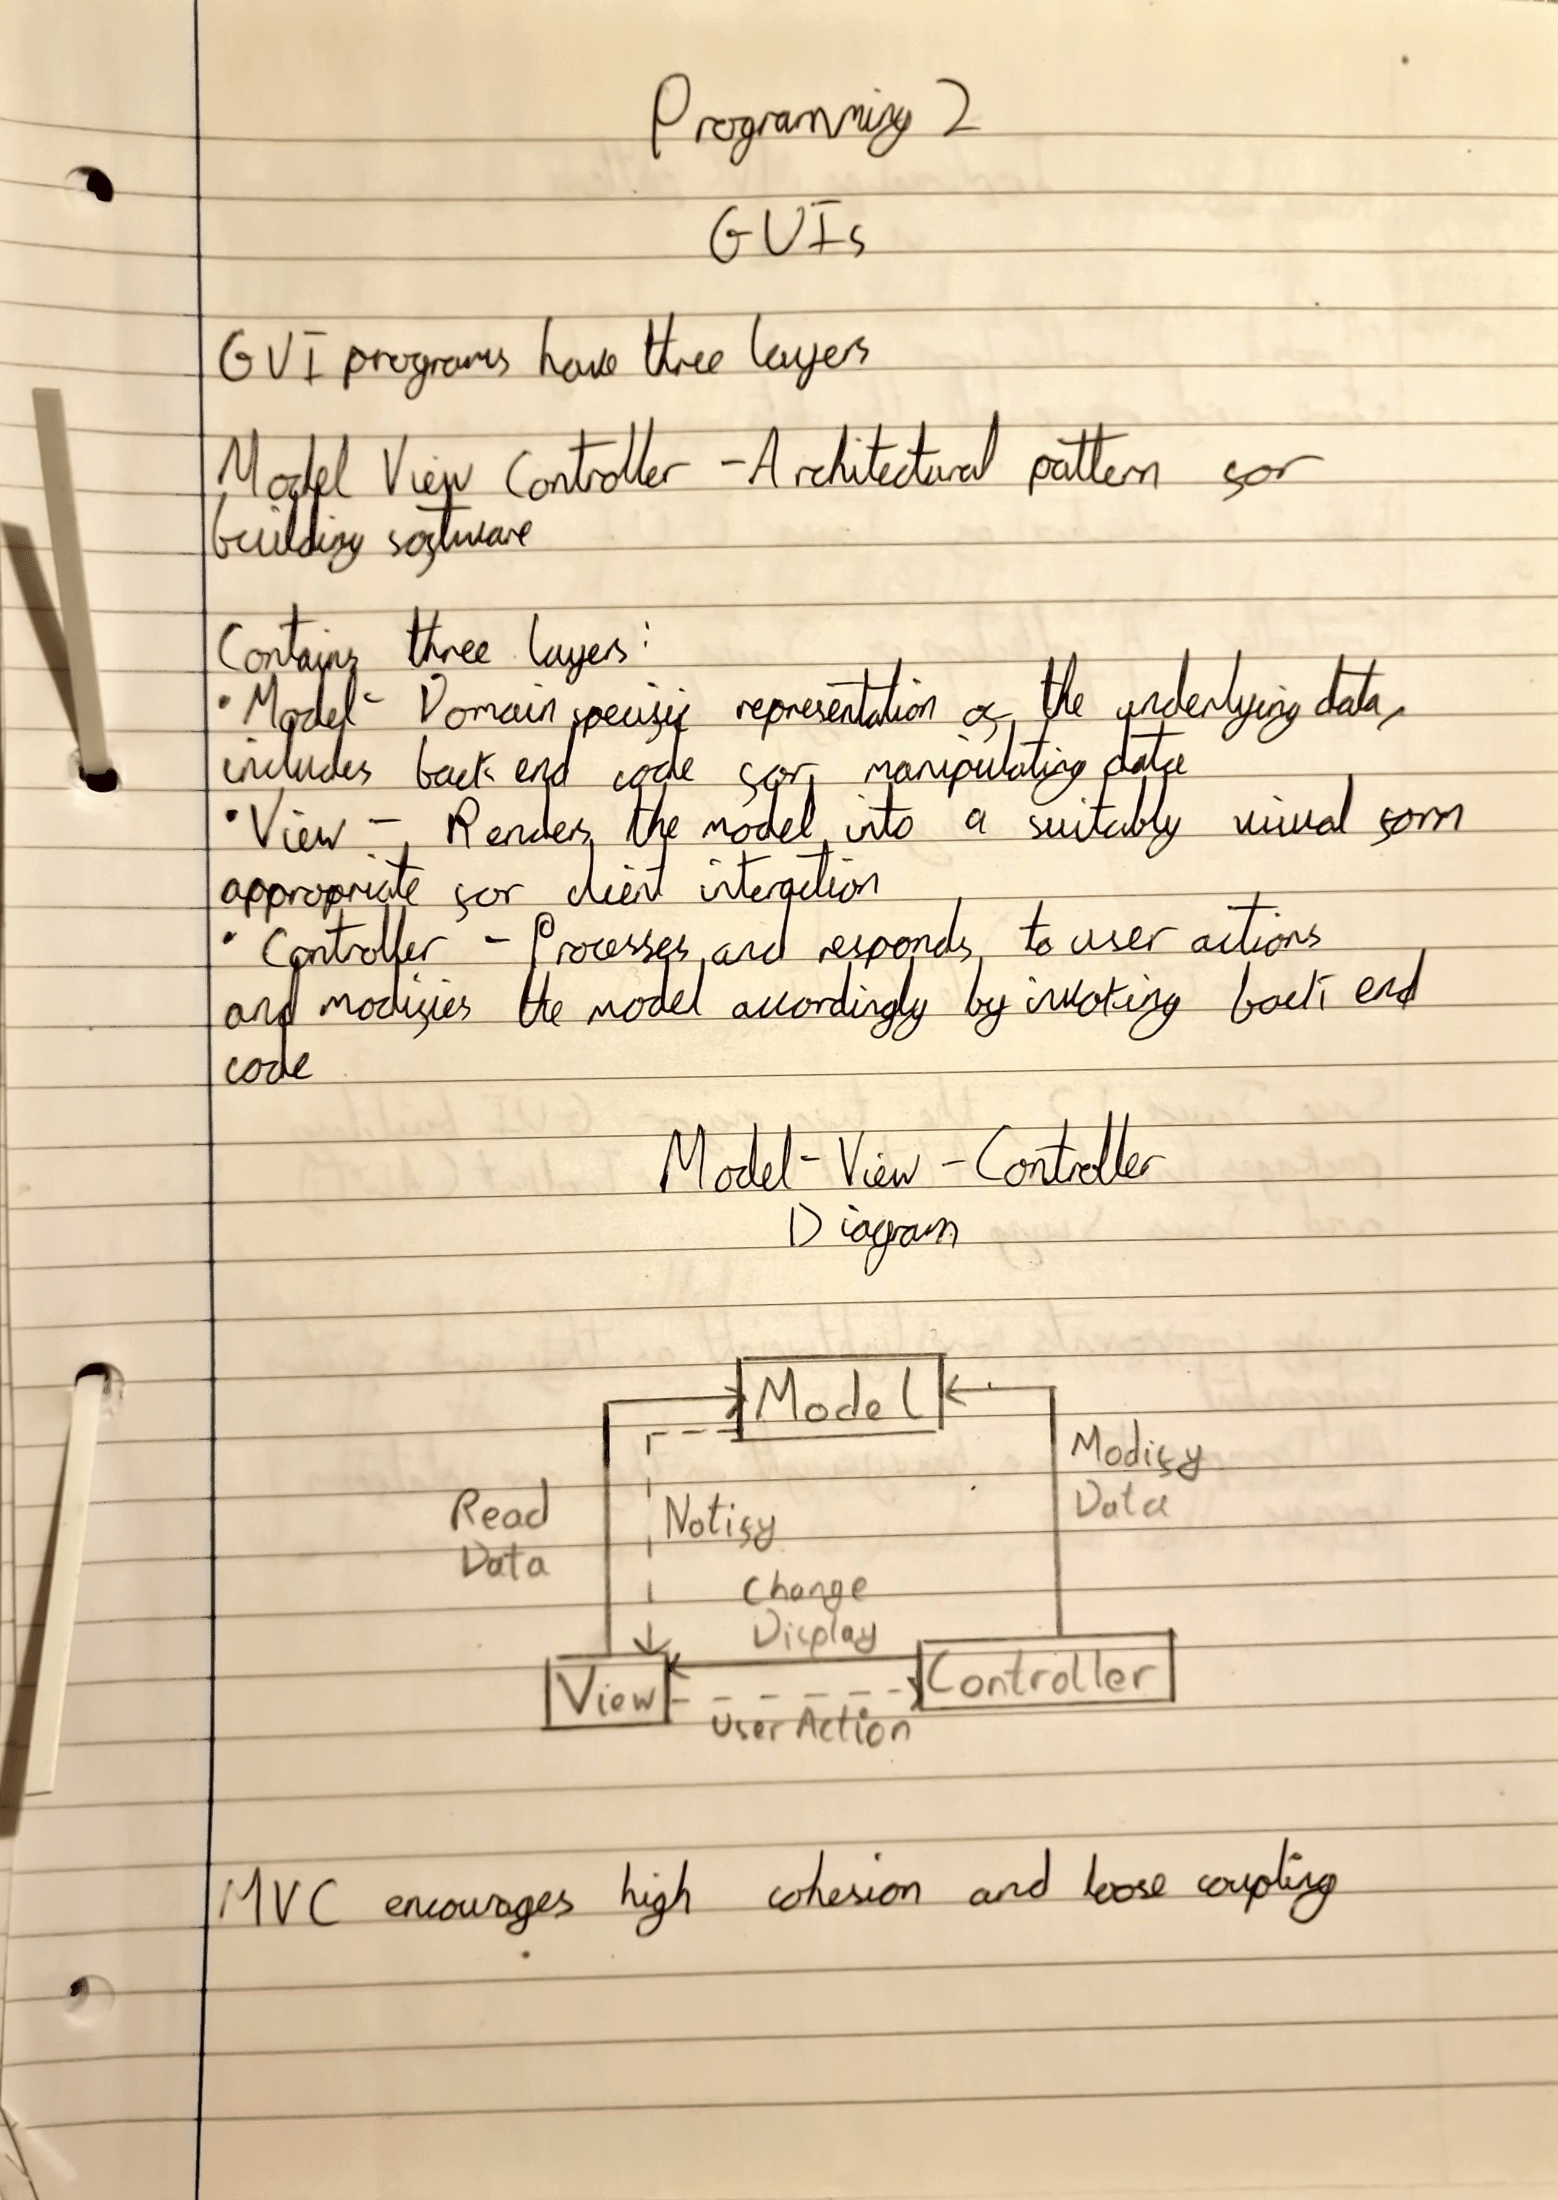 Programming 2
GUIs
GUI programs have three layers
Model View Controller - Architectural pattern for
building software
Contains three layers:
• Model - Domain specific representation of the underlying data,
includes back end code for manipulating data
• View - Renders the model into a suitably visual form
appropriate for client interaction
• Controller - Processes and responds to user actions
and modifies the model accordingly by invoking back end
code
Model-View-Controller
Diagram
Model
Modify
Data
Read
Data
Notify
Change
Display
View
Controller
User Action
MVC encourages high cohesion and loose coupling